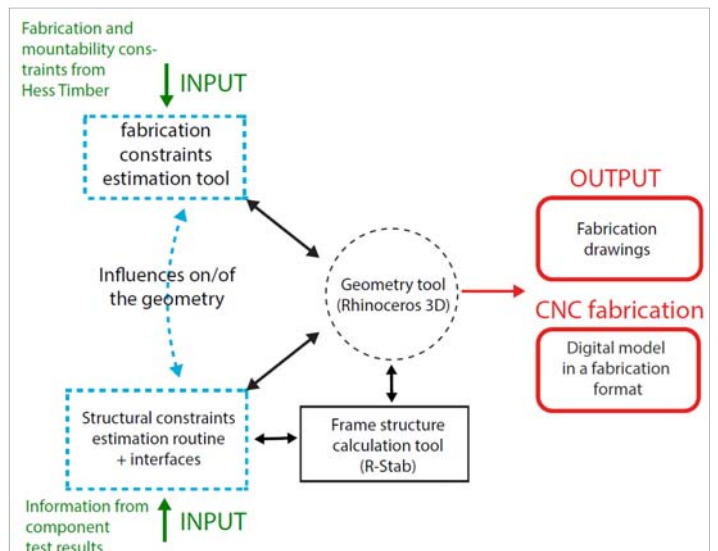 Fabrication and
mountability cons-
traints from
Hess Timber
INPUT
fabrication
constraints
estimation tool
Influences on/of
the geometry
Structural constraints
estimation routine
+ interfaces
Information from
component
test results
INPUT
Geometry tool
(Rhinoceros 3D)
Frame structure
calculation tool
(R-Stab)
OUTPUT
Fabrication
drawings
CNC fabrication
Digital model
in a fabrication
format